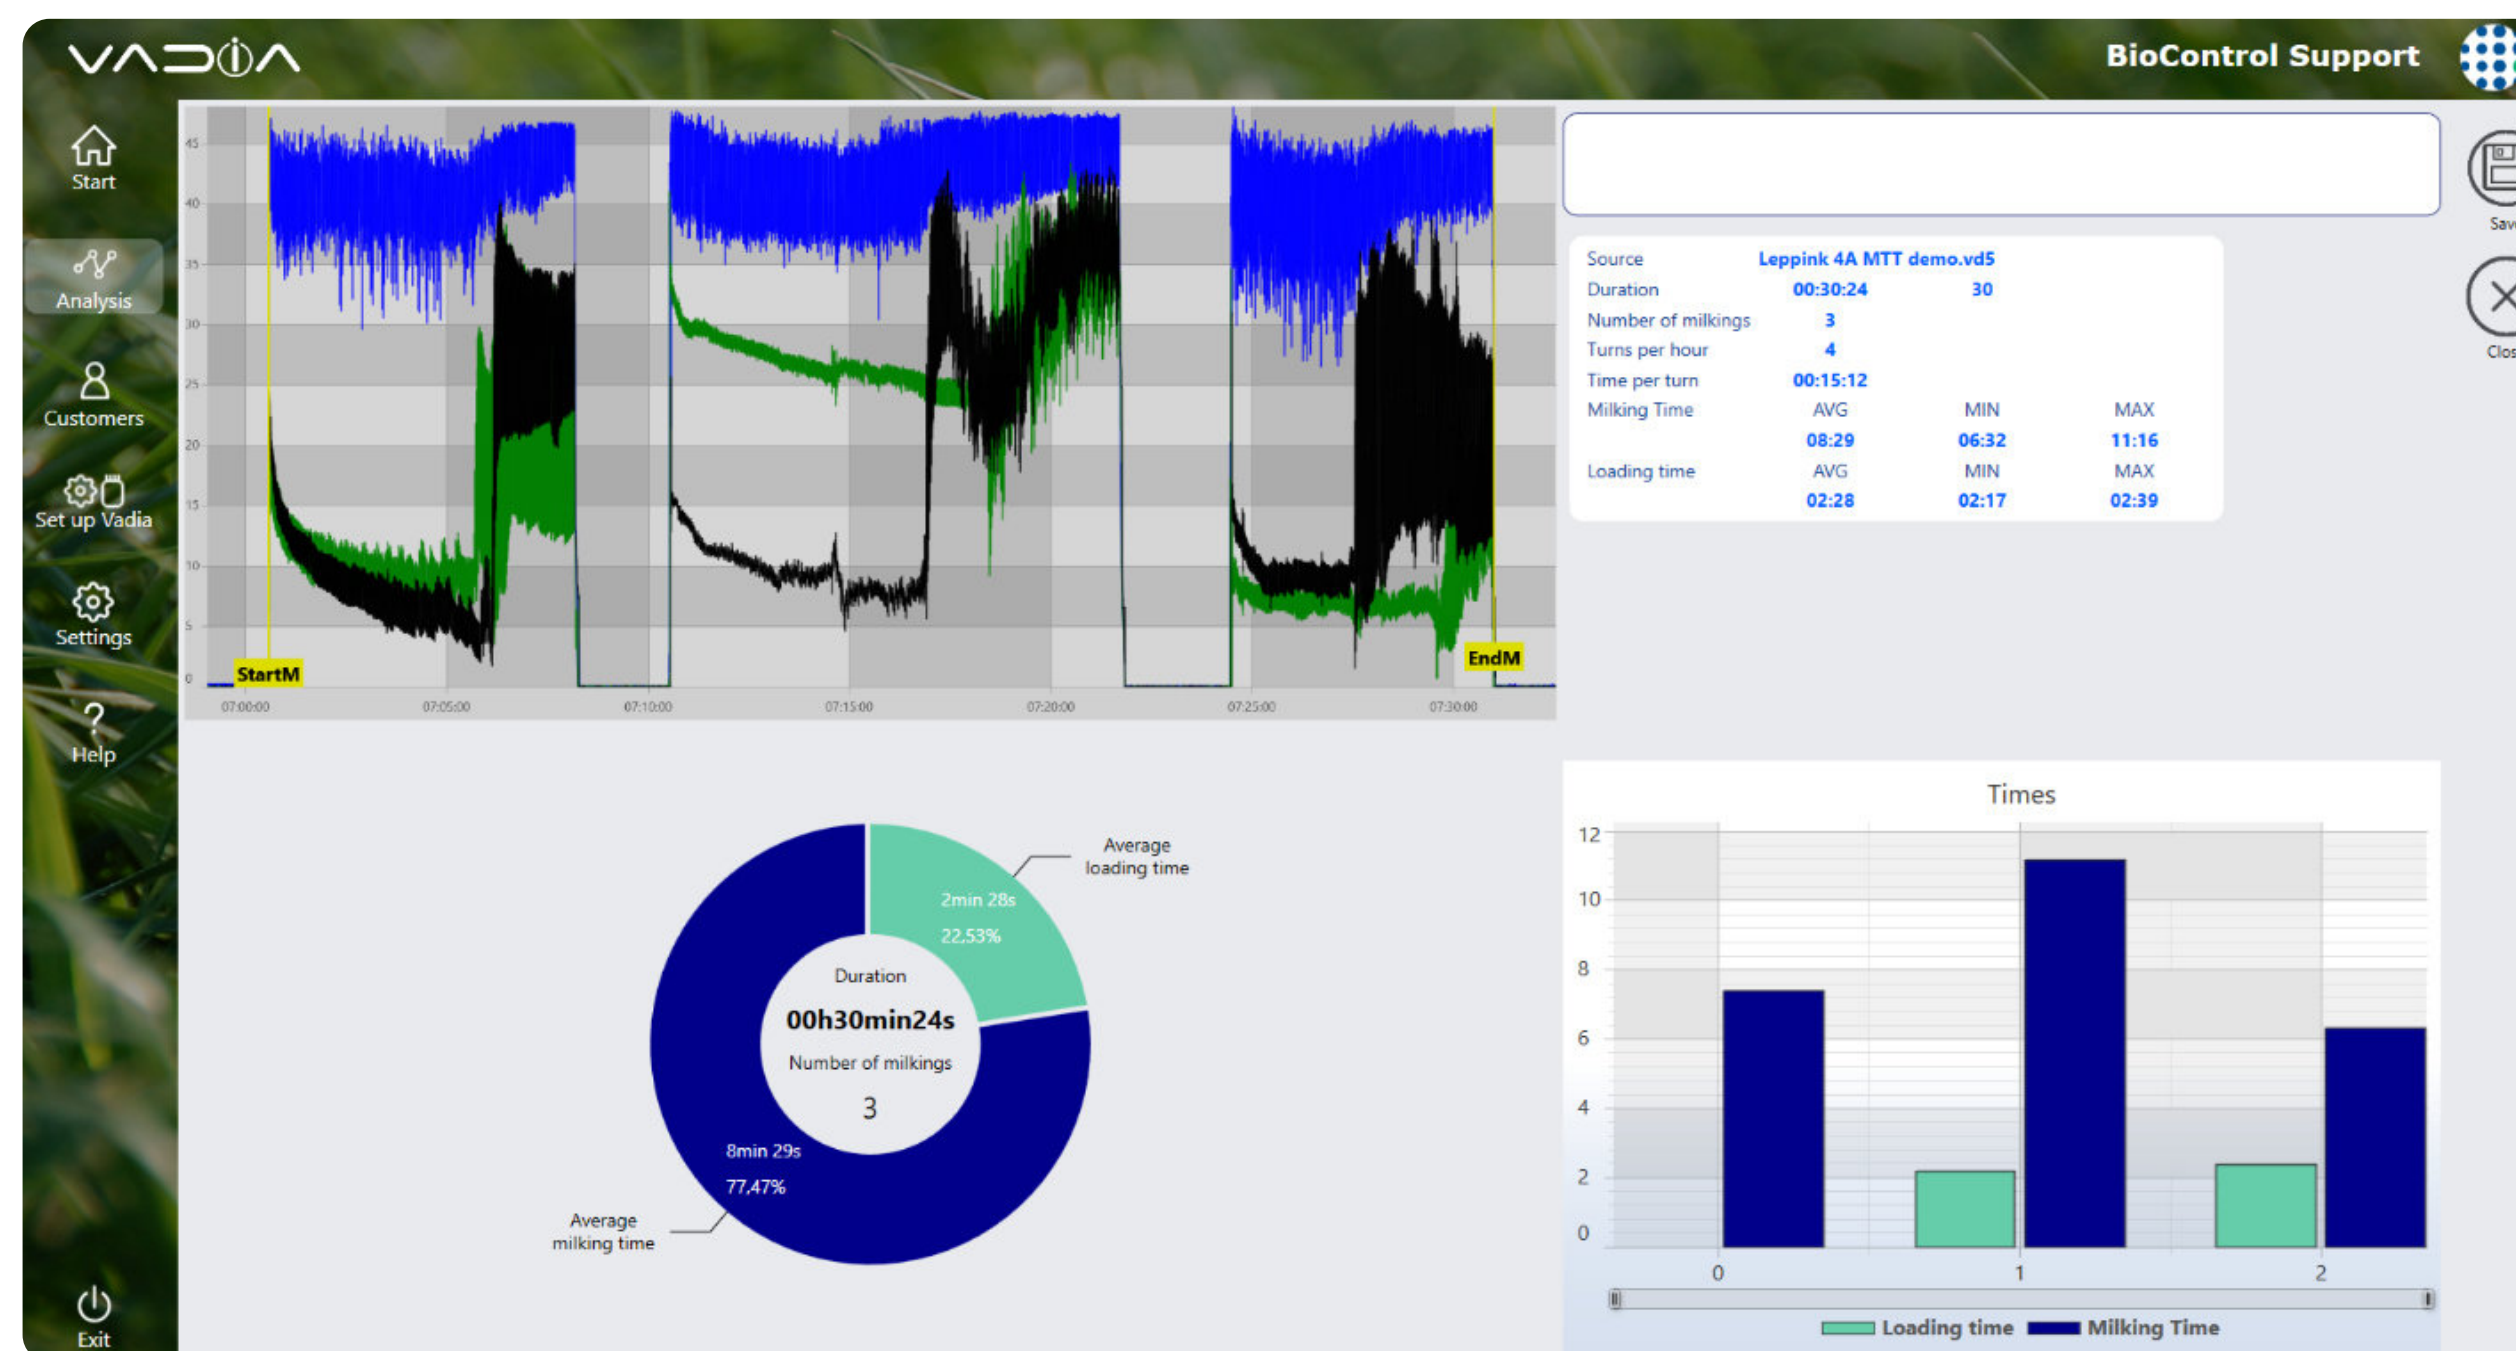 VADIA
BioControl Support
Start
Analysis
Customers
Set up Vadia
Settings
Help
Exit
45
40
35
30
25
20
15
10
5
0
StartM
EndM
07:00:00 07:05:00 07:10:00 07:15:00 07:20:00 07:25:00 07:30:00
Source Leppink 4A MTT demo.vd5
Duration 00:30:24 30
Number of milkings 3
Turns per hour 4
Time per turn 00:15:12
Milking Time AVG MIN MAX
08:29 06:32 11:16
Loading time AVG MIN MAX
02:28 02:17 02:39
Sav
Clos
Average
loading time
2min 28s
22,53%
Duration
00h30min24s
Number of milkings
3
8min 29s
77,47%
Average
milking time
Times
12
10
8
6
4
2
0
0 1 2
Loading time Milking Time